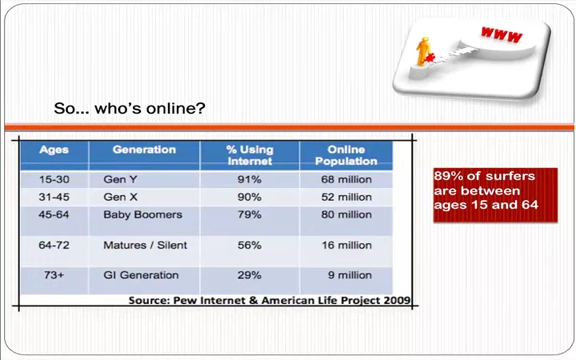 WWW
So... who's online?
Ages Generation % Using Internet Online Population
15-30 Gen Y 91% 68 million
31-45 Gen X 90% 52 million
45-64 Baby Boomers 79% 80 million
64-72 Matures / Silent 56% 16 million
73+ GI Generation 29% 9 million
Source: Pew Internet & American Life Project 2009
89% of surfers
are between
ages 15 and 64